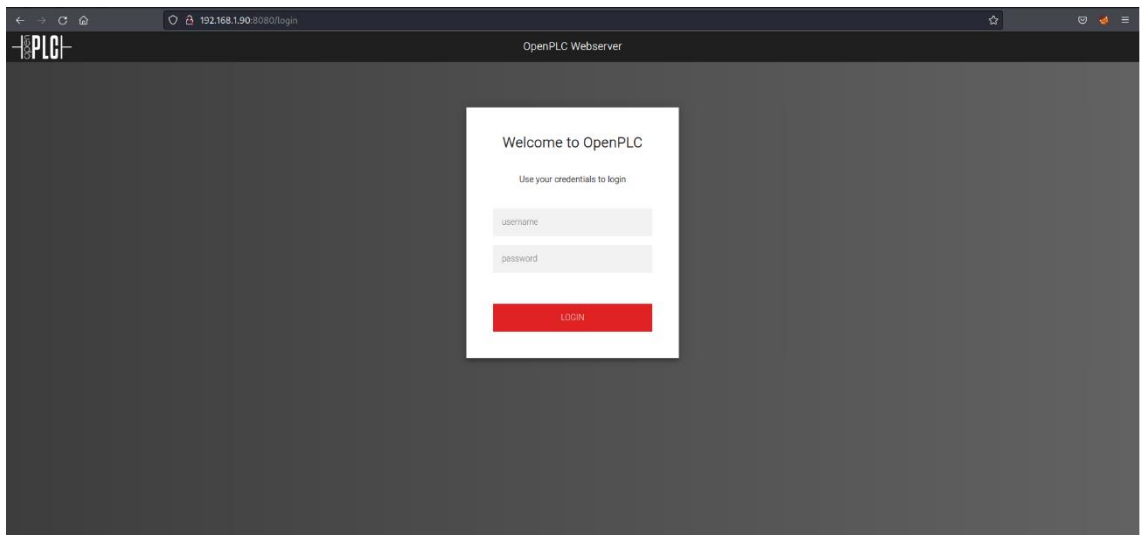 192.168.1.90:8080/login
OPEN PLC
OpenPLC Webserver
Welcome to OpenPLC
Use your credentials to login
username
password
LOGIN